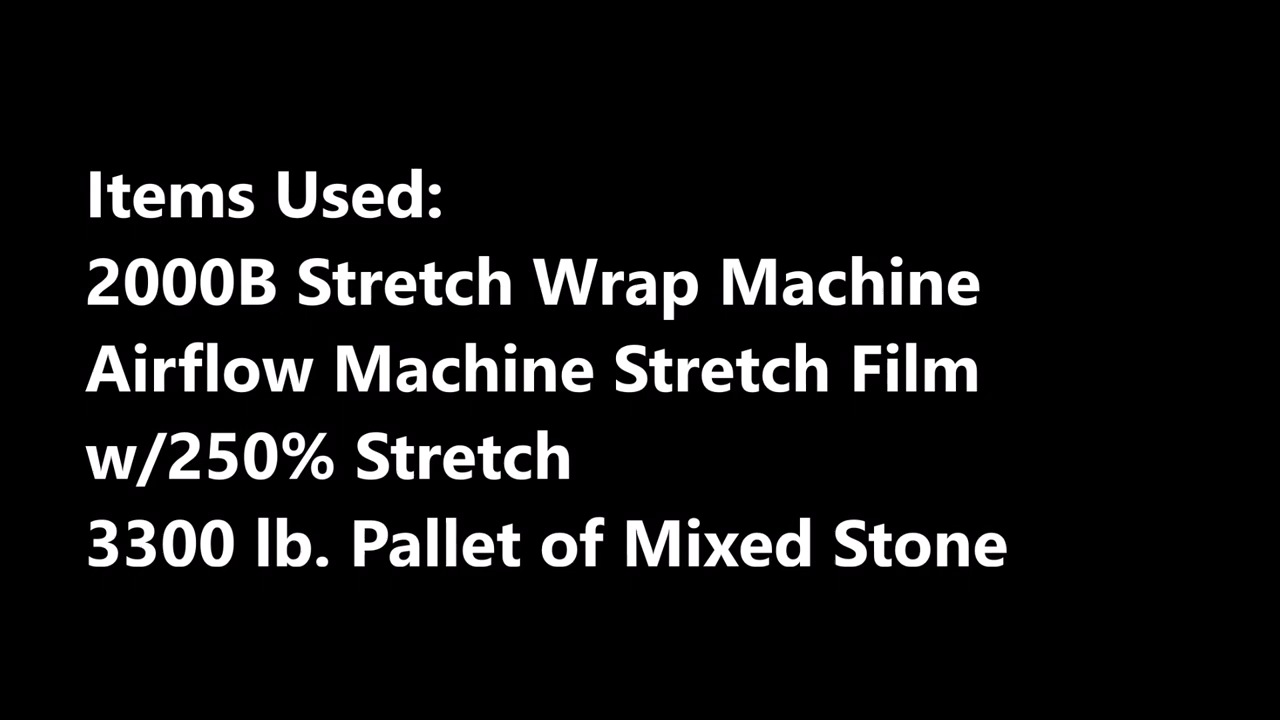 Items Used:
2000B Stretch Wrap Machine
Airflow Machine Stretch Film
w/250% Stretch
3300 lb. Pallet of Mixed Stone